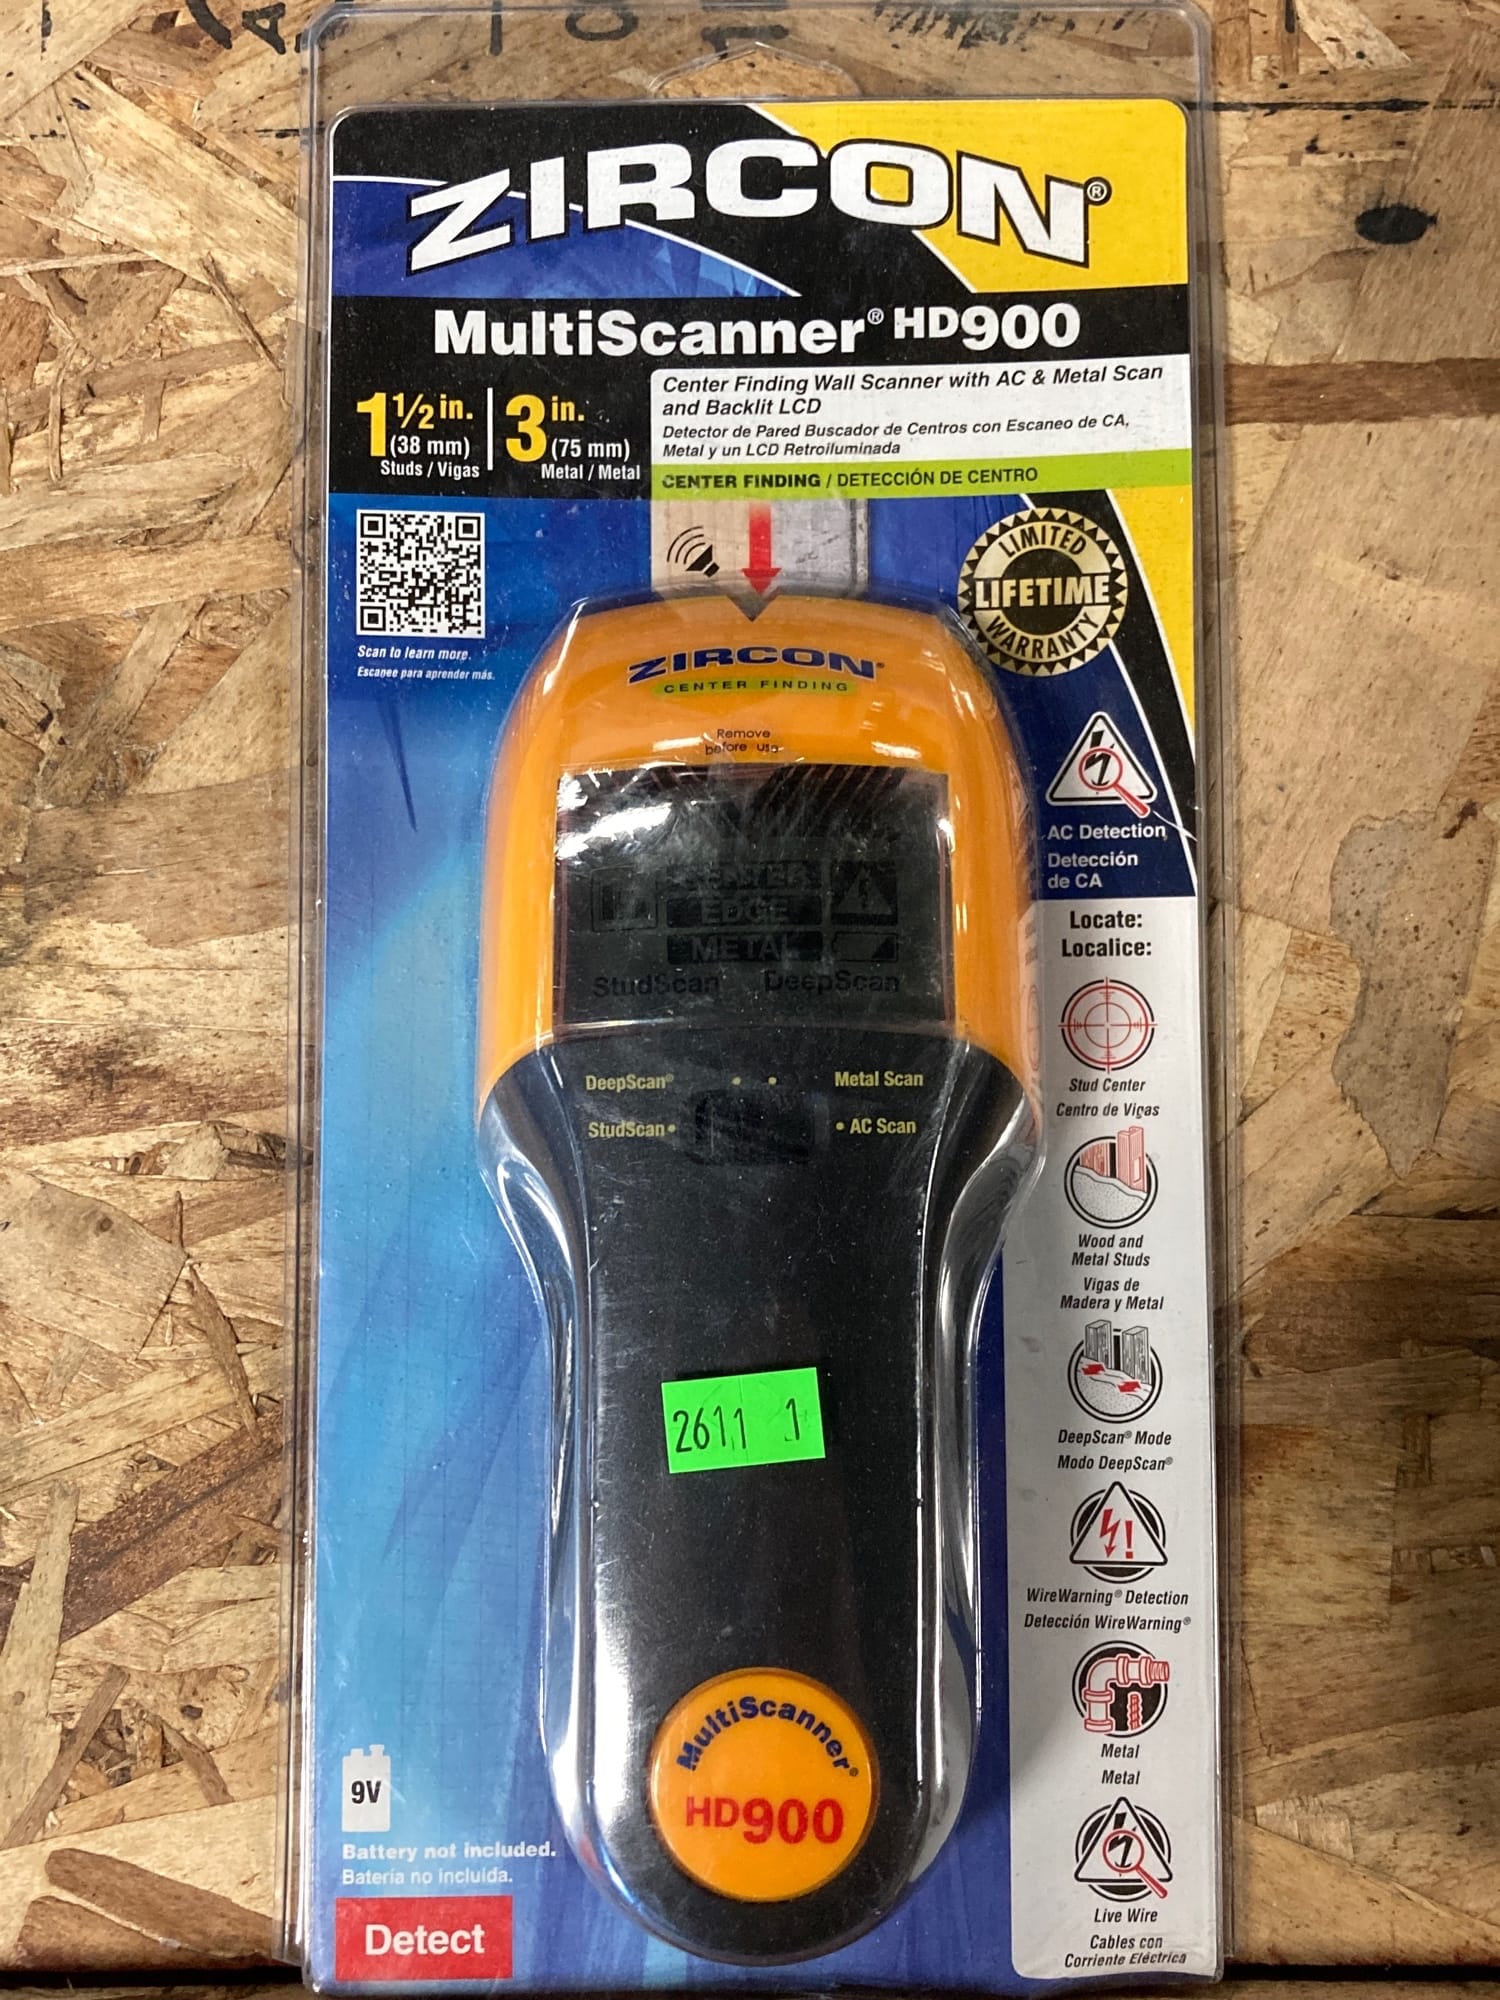 ZIRCON®
MultiScanner® HD900
1 1/2 in.
(38 mm)
Studs / Vigas
3 in.
(75 mm)
Metal / Metal
Center Finding Wall Scanner with AC & Metal Scan
and Backlit LCD
Detector de Pared Buscador de Centros con Escaneo de CA,
Metal y un LCD Retroiluminada
CENTER FINDING / DETECCIÓN DE CENTRO
Scan to learn more.
Escanee para aprender más.
LIMITED
LIFETIME
WARRANTY
ZIRCON®
CENTER FINDING
Remove
before use
CENTER
EDGE
METAL
StudScan DeepScan
AC Detection
Detección
de CA
Locate:
Localice:
Stud Center
Centro de Vigas
Wood and
Metal Studs
Vigas de
Madera y Metal
DeepScan® Mode
Modo DeepScan®
WireWarning® Detection
Detección WireWarning®
Metal
Metal
Live Wire
Cables con
Corriente Eléctrica
DeepScan® • • Metal Scan
StudScan • • AC Scan
2611 1
MultiScanner®
HD900
9V
Battery not included.
Batería no incluida.
Detect